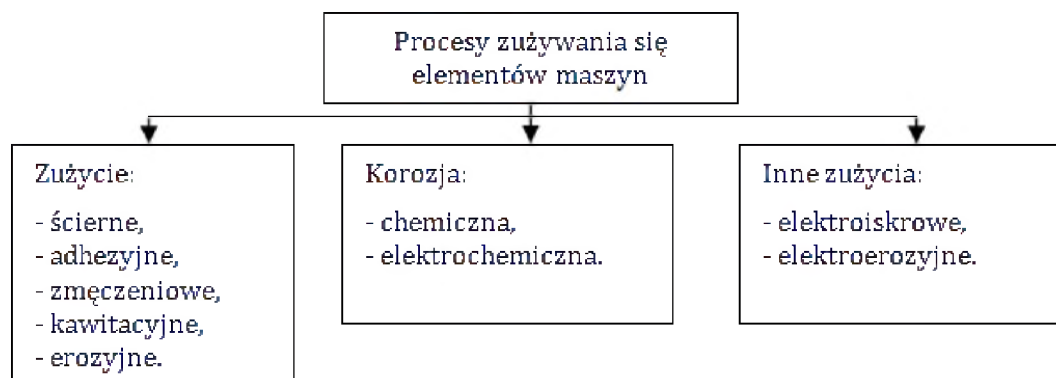 Procesy zużywania się
elementów maszyn
Zużycie:
- ścierne,
- adhezyjne,
- zmęczeniowe,
- kawitacyjne,
- erozyjne.
Korozja:
- chemiczna,
- elektrochemiczna.
Inne zużycia:
- elektroiskrowe,
- elektroerozyjne.